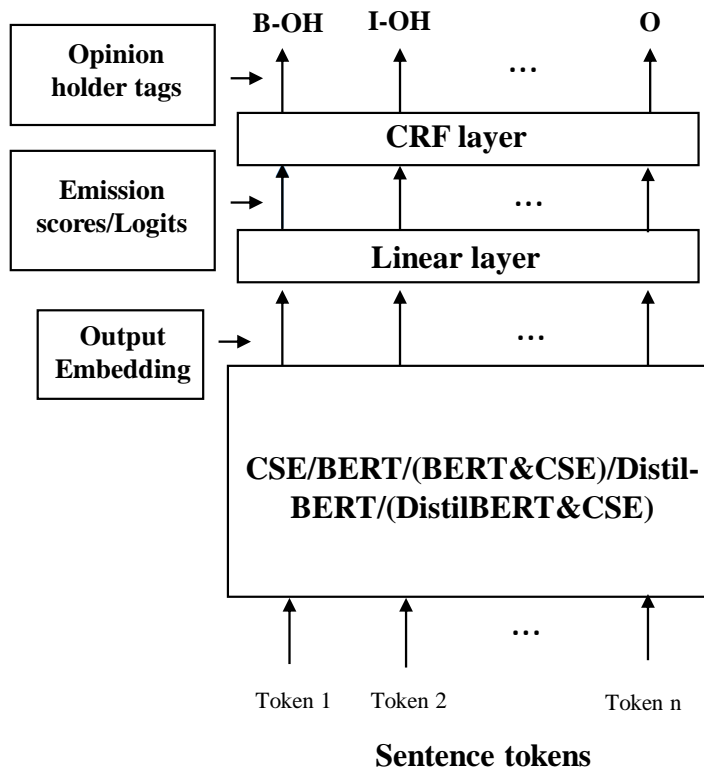 B-OH I-OH O
Opinion
holder tags
...
CRF layer
Emission
scores/Logits
...
Linear layer
Output
Embedding
...
CSE/BERT/(BERT&CSE)/Distil-
BERT/(DistilBERT&CSE)
...
Token 1 Token 2 Token n
Sentence tokens